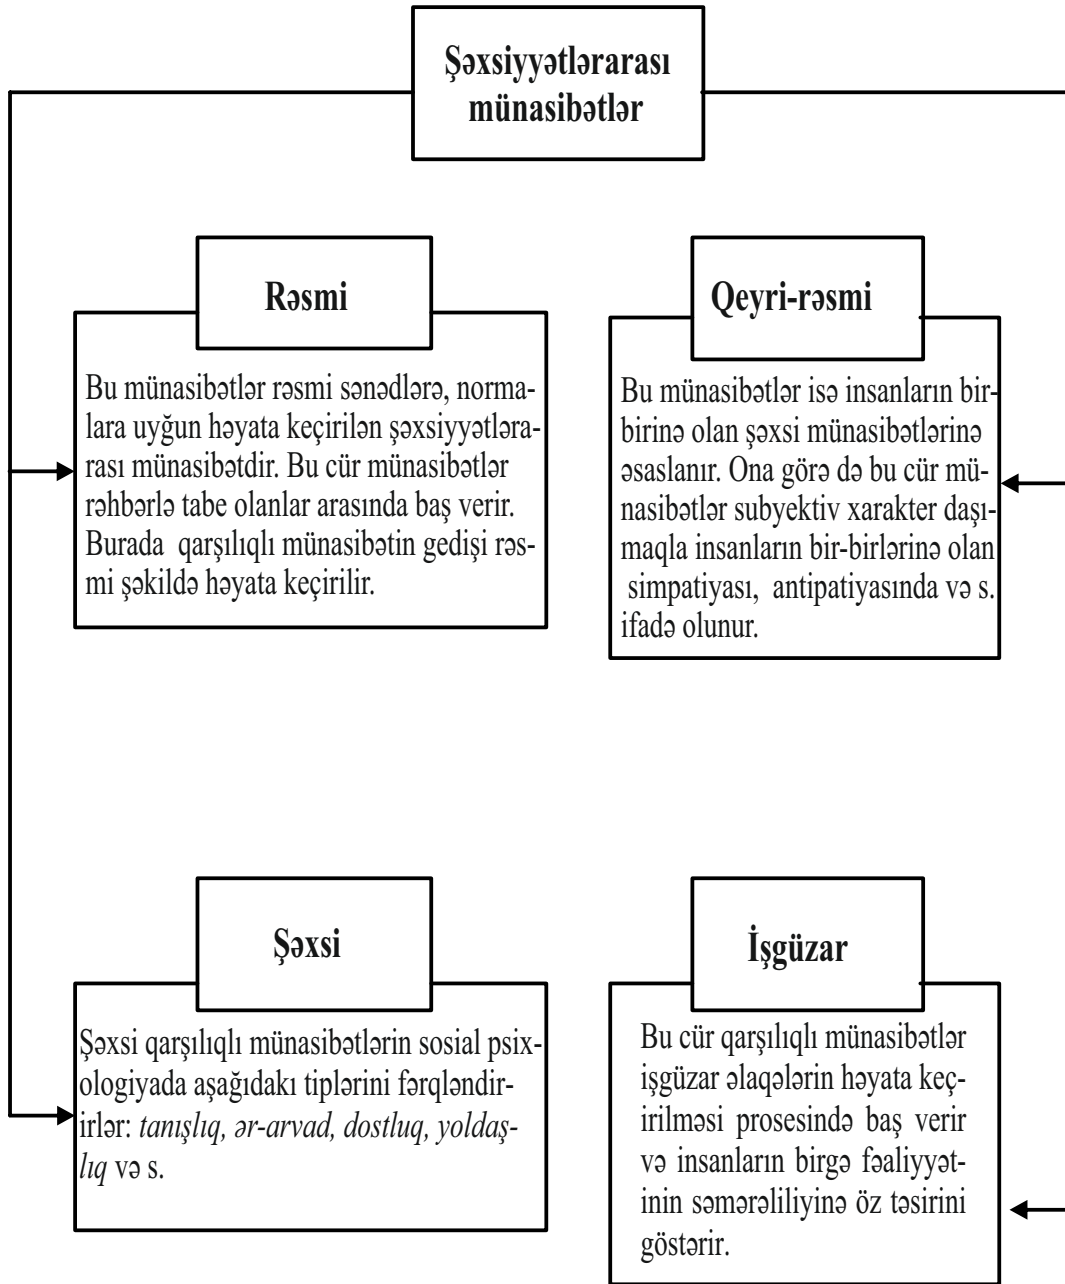 Şəxsiyyətlərarası
münasibətlər
Rəsmi
Bu münasibətlər rəsmi sənədlərə, norma-
lara uyğun həyata keçirilən şəxsiyyətləra-
rası münasibətdir. Bu cür münasibətlər
rəhbərlə tabe olanlar arasında baş verir.
Burada qarşılıqlı münasibətin gedişi rəs-
mi şəkildə həyata keçirilir.
Qeyri-rəsmi
Bu münasibətlər isə insanların bir-
birinə olan şəxsi münasibətlərinə
əsaslanır. Ona görə də bu cür mü-
nasibətlər subyektiv xarakter daşı-
maqla insanların bir-birlərinə olan
simpatiyası, antipatiyasında və s.
ifadə olunur.
Şəxsi
Şəxsi qarşılıqlı münasibətlərin sosial psix-
ologiyada aşağıdakı tiplərini fərqləndir-
irlər: tanışlıq, ər-arvad, dostluq, yoldaş-
lıq və s.
İşgüzar
Bu cür qarşılıqlı münasibətlər
işgüzar əlaqələrin həyata keç-
irilməsi prosesində baş verir
və insanların birgə fəaliyyət-
inin səmərəliliyinə öz təsirini
göstərir.